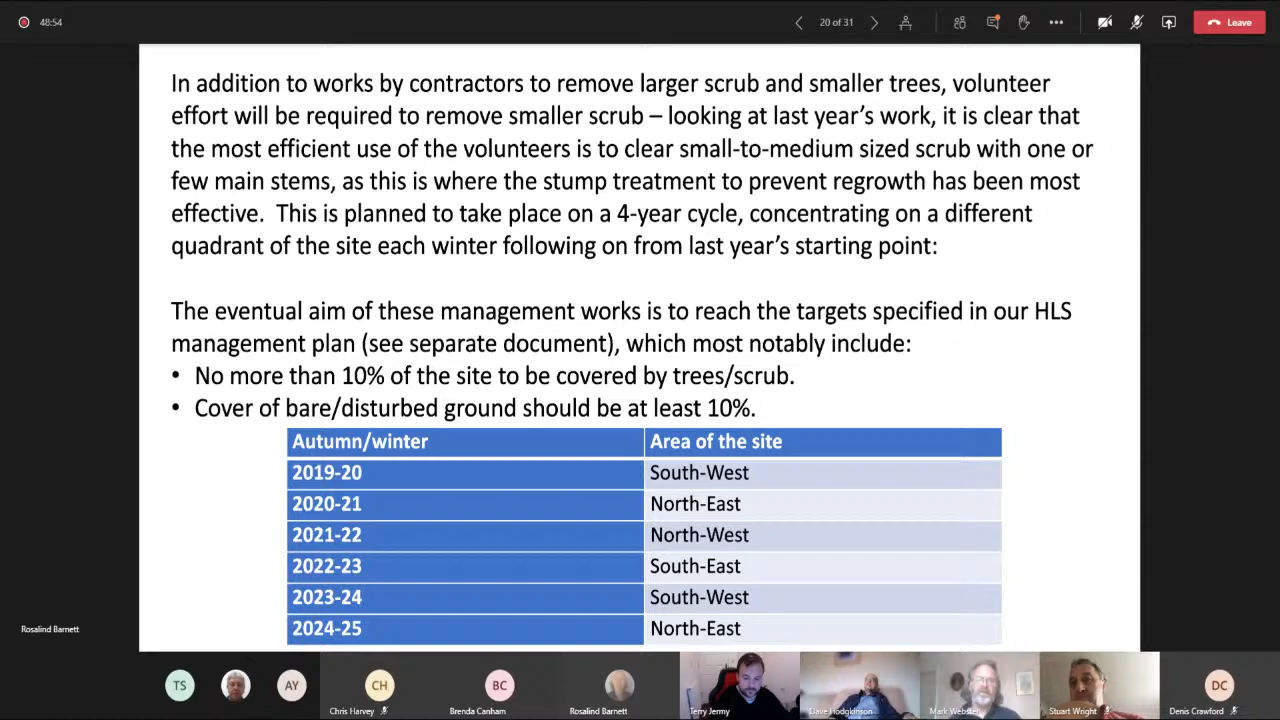 48:54
20 of 31
Leave
In addition to works by contractors to remove larger scrub and smaller trees, volunteer
effort will be required to remove smaller scrub – looking at last year’s work, it is clear that
the most efficient use of the volunteers is to clear small-to-medium sized scrub with one or
few main stems, as this is where the stump treatment to prevent regrowth has been most
effective. This is planned to take place on a 4-year cycle, concentrating on a different
quadrant of the site each winter following on from last year’s starting point:
The eventual aim of these management works is to reach the targets specified in our HLS
management plan (see separate document), which most notably include:
• No more than 10% of the site to be covered by trees/scrub.
• Cover of bare/disturbed ground should be at least 10%.
Autumn/winter Area of the site
2019-20 South-West
2020-21 North-East
2021-22 North-West
2022-23 South-East
2023-24 South-West
2024-25 North-East
Rosalind Barnett
TS AY CH BC DC
Chris Harvey Brenda Canham Rosalind Barnett Terry Jermy Dave Hodgkinson Mark Webster Stuart Wright Denis Crawford